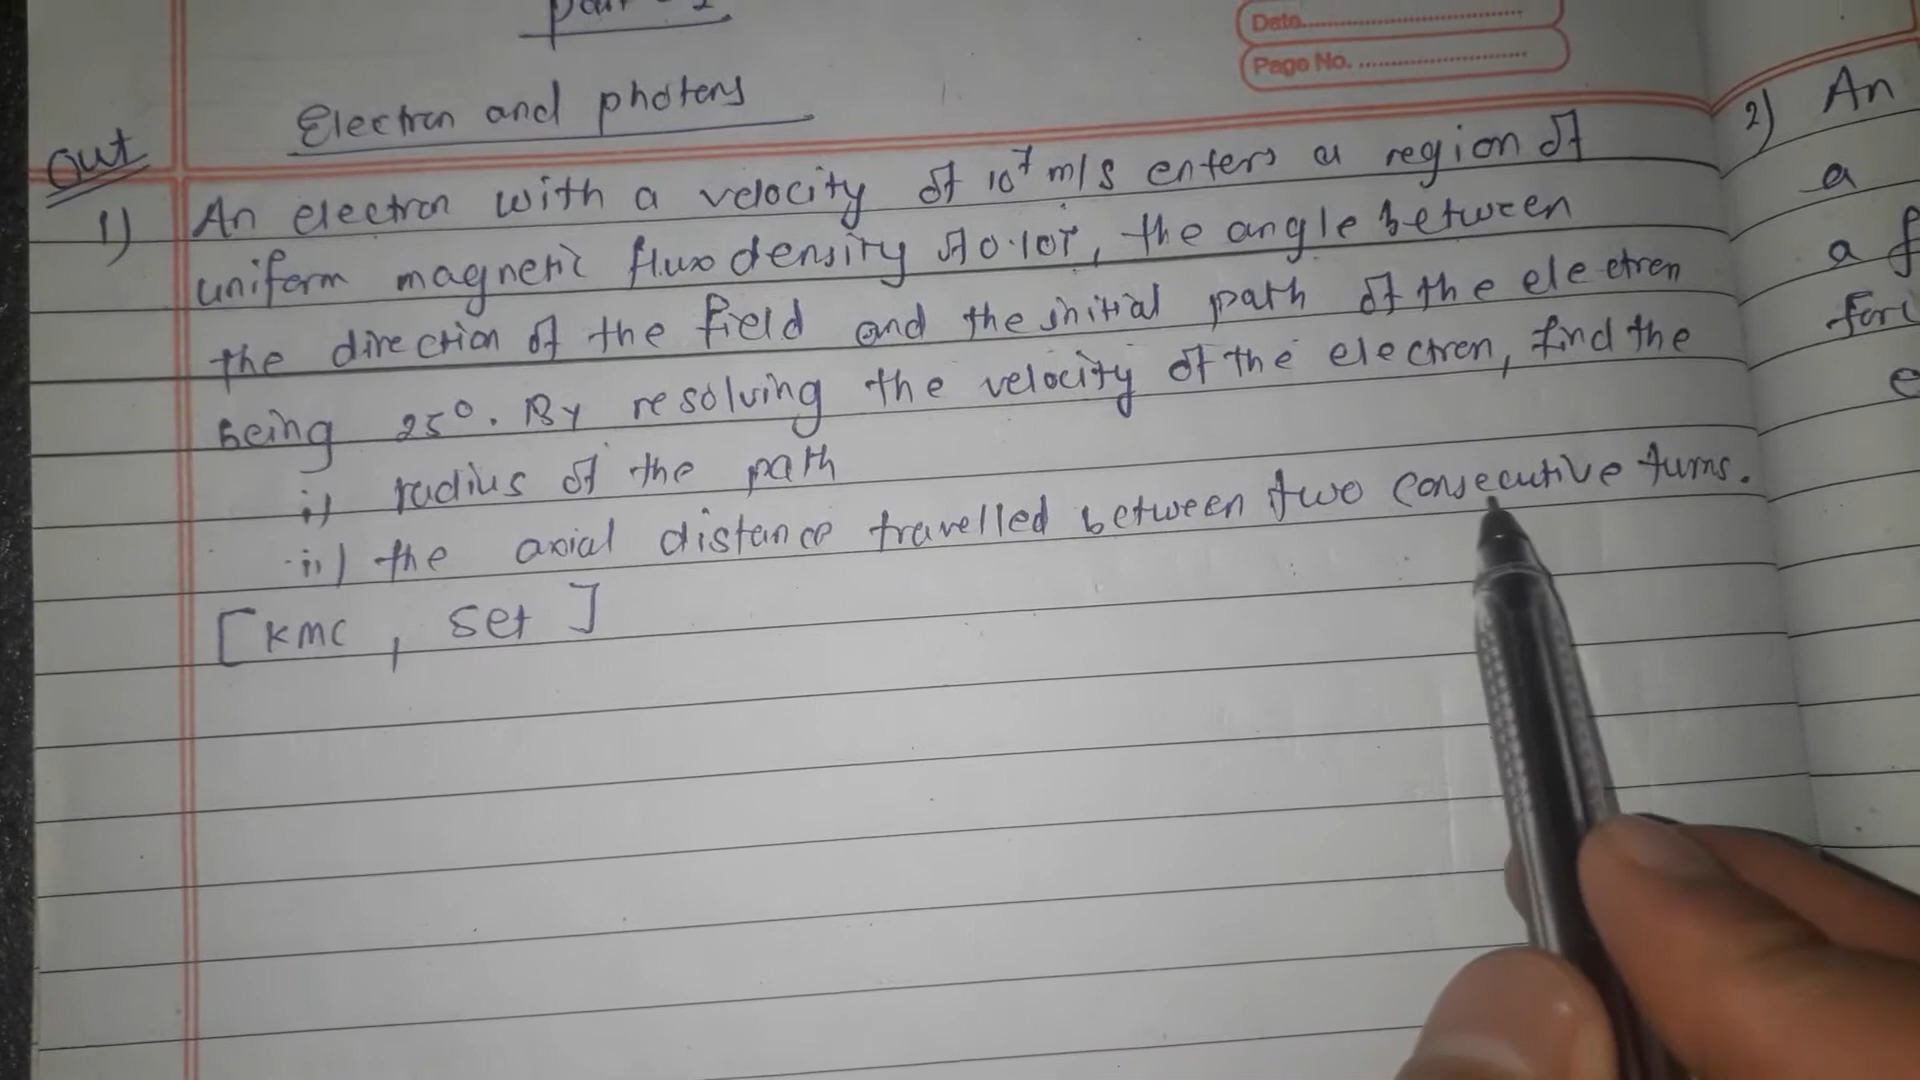 Date
Page No.
Electron and photons
out
1) An electron with a velocity of 10⁷ m/s enters a region of
uniform magnetic flux density of 0.10T, the angle between
the direction of the field and the initial path of the electron
being 25°. By resolving the velocity of the electron, find the
i) radius of the path
ii) the axial distance travelled between two consecutive turns.
[KMC, set]
2) An
a
a f